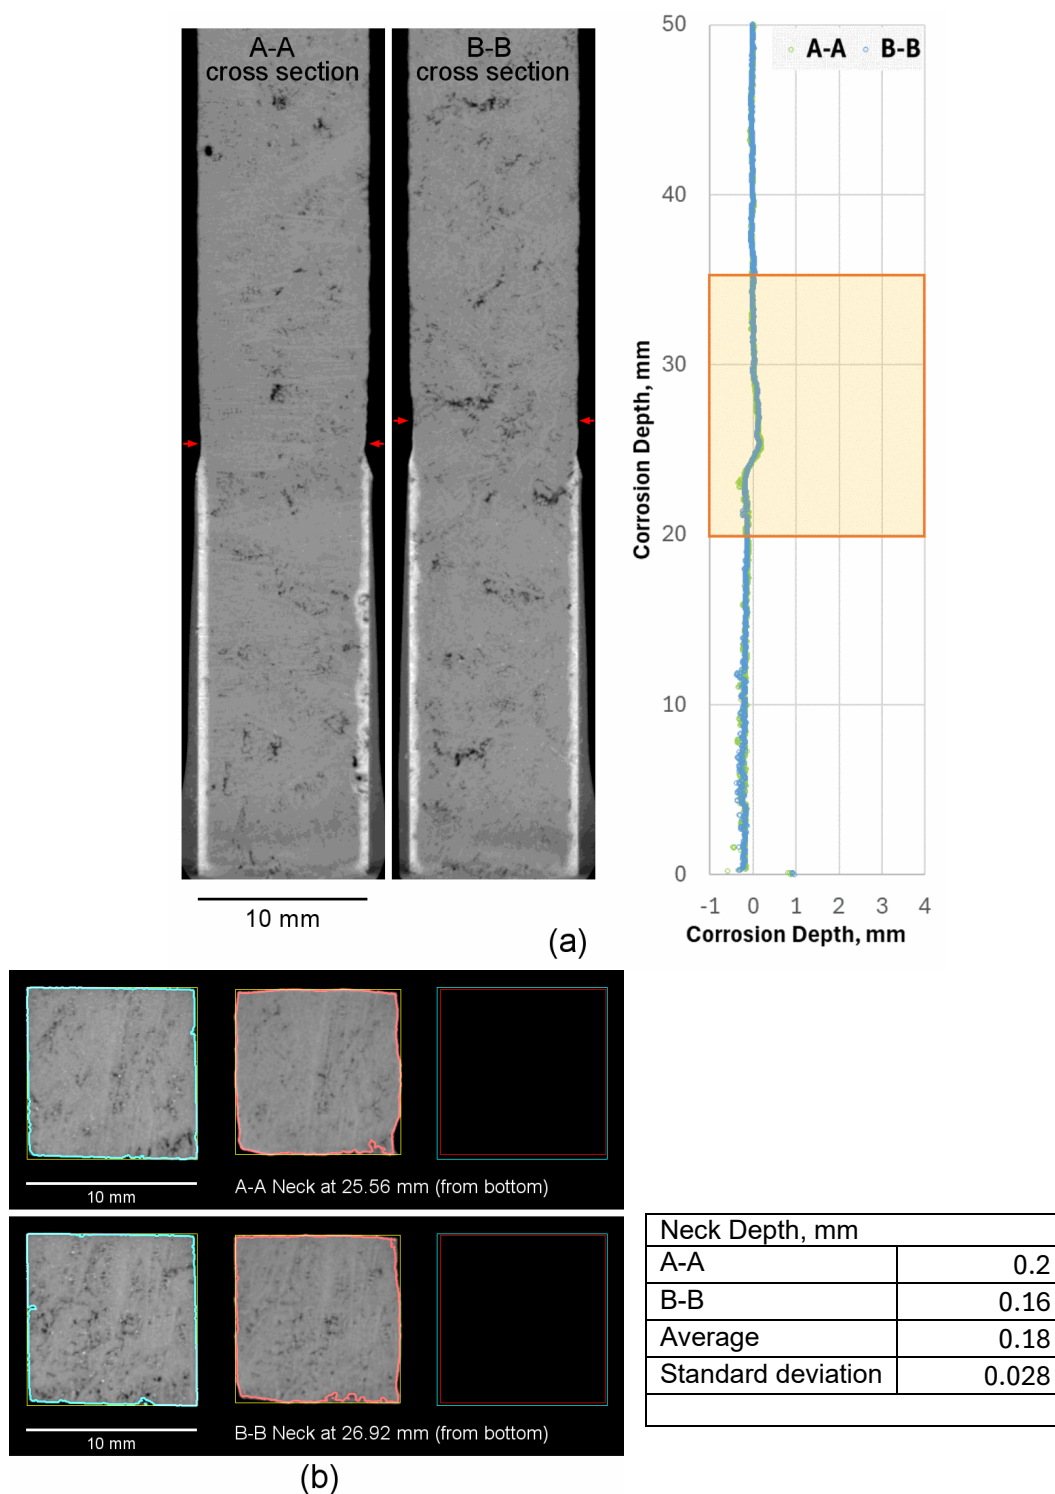 A-A
cross section
B-B
cross section
10 mm
A-A
B-B
50
40
30
20
10
0
Corrosion Depth, mm
-1
0
1
2
3
4
Corrosion Depth, mm
(a)
10 mm
A-A Neck at 25.56 mm (from bottom)
10 mm
B-B Neck at 26.92 mm (from bottom)
(b)
Neck Depth, mm
A-A 0.2
B-B 0.16
Average 0.18
Standard deviation 0.028